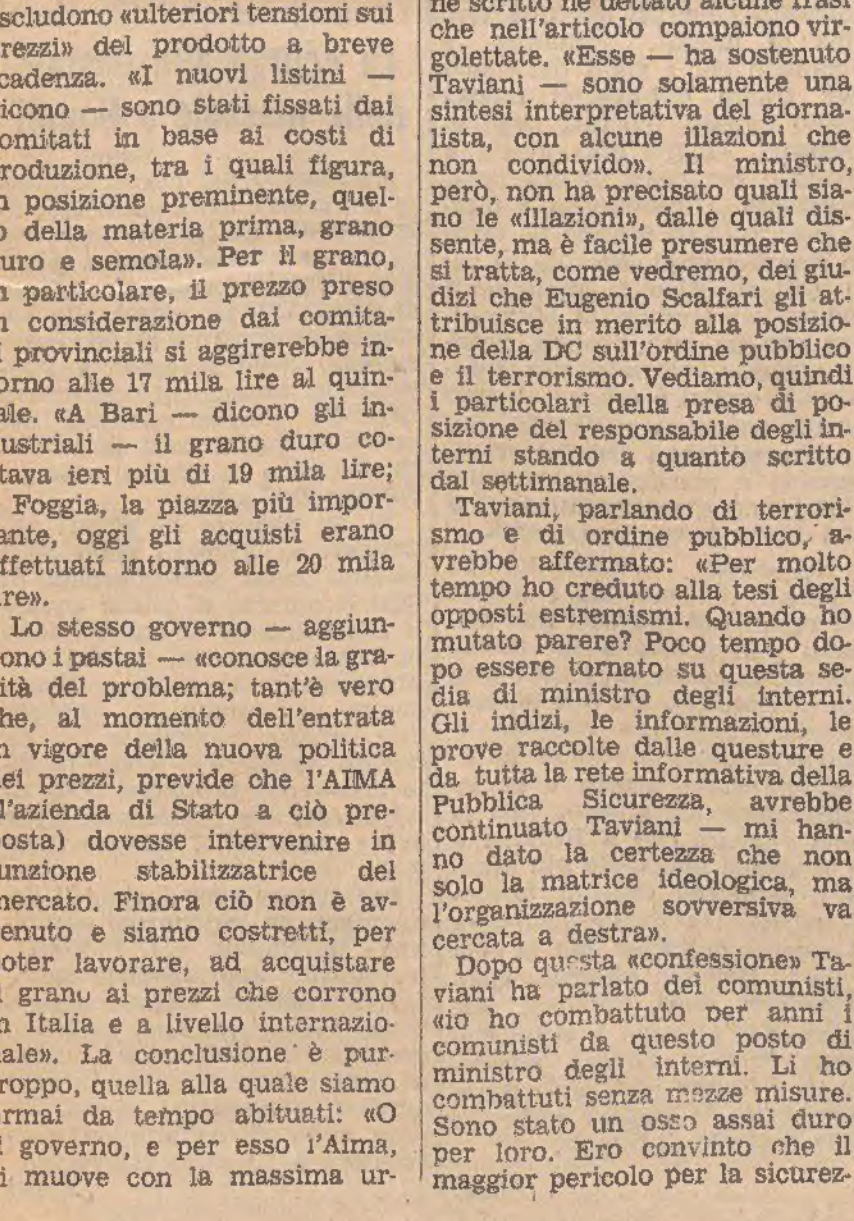 scludono «ulteriori tensioni sui
rezzi» del prodotto a breve
cadenza. «I nuovi listini —
icono — sono stati fissati dai
omitati in base ai costi di
roduzione, tra i quali figura,
n posizione preminente, quel-
o della materia prima, grano
uro e semola». Per il grano,
n particolare, il prezzo preso
n considerazione dai comita-
i provinciali si aggirerebbe in-
orno alle 17 mila lire al quin-
ale. «A Bari — dicono gli in-
ustriali — il grano duro co-
tava ieri più di 19 mila lire;
Foggia, la piazza più impor-
ante, oggi gli acquisti erano
ffettuati intorno alle 20 mila
re».
Lo stesso governo — aggiun-
ono i pastai — «conosce la gra-
ità del problema; tant'è vero
he, al momento dell'entrata
n vigore della nuova politica
ei prezzi, previde che l'AIMA
l'azienda di Stato a ciò pre-
osta) dovesse intervenire in
unzione stabilizzatrice del
mercato. Finora ciò non è av-
enuto e siamo costretti, per
oter lavorare, ad acquistare
l grano ai prezzi che corrono
n Italia e a livello internazio-
ale». La conclusione è pur-
roppo, quella alla quale siamo
rmai da tempo abituati: «O
l governo, e per esso l'Aima,
i muove con la massima ur-
ne scritto né dettato alcune frasi
che nell'articolo compaiono vir-
golettate. «Esse — ha sostenuto
Taviani — sono solamente una
sintesi interpretativa del giorna-
lista, con alcune illazioni che
non condivido». Il ministro,
però, non ha precisato quali sia-
no le «illazioni», dalle quali dis-
sente, ma è facile presumere che
si tratta, come vedremo, dei giu-
dizi che Eugenio Scalfari gli at-
tribuisce in merito alla posizio-
ne della DC sull'ordine pubblico
e il terrorismo. Vediamo, quindi
i particolari della presa di po-
sizione del responsabile degli in-
terni stando a quanto scritto
dal settimanale.
Taviani, parlando di terrori-
smo e di ordine pubblico, a-
vrebbe affermato: «Per molto
tempo ho creduto alla tesi degli
opposti estremismi. Quando ho
mutato parere? Poco tempo do-
po essere tornato su questa se-
dia di ministro degli interni.
Gli indizi, le informazioni, le
prove raccolte dalle questure e
da tutta la rete informativa della
Pubblica Sicurezza, avrebbe
continuato Taviani — mi han-
no dato la certezza che non
solo la matrice ideologica, ma
l'organizzazione sovversiva va
cercata a destra».
Dopo questa «confessione» Ta-
viani ha parlato dei comunisti,
«io ho combattuto per anni i
comunisti da questo posto di
ministro degli interni. Li ho
combattuti senza mezze misure.
Sono stato un osso assai duro
per loro. Ero convinto che il
maggior pericolo per la sicurez-